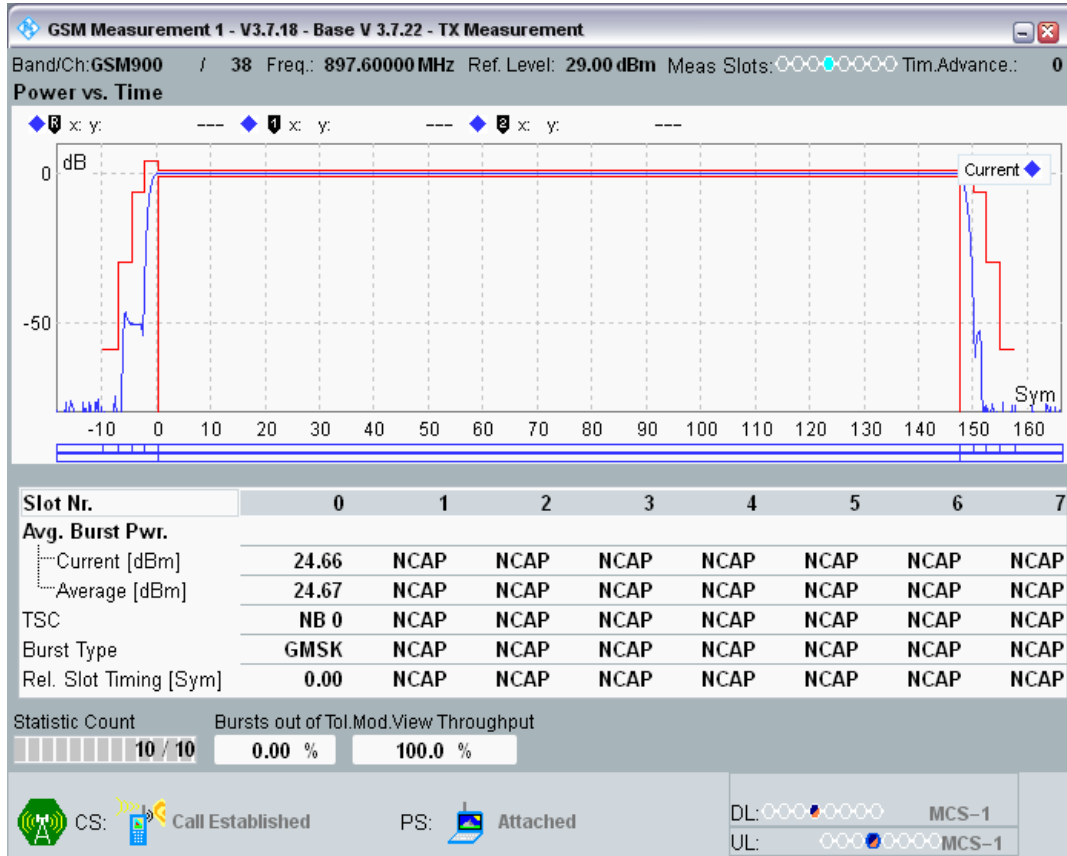 GSM Measurement 1 - V3.7.18 - Base V 3.7.22 - TX Measurement
Band/Ch:GSM900 / 38 Freq.: 897.60000 MHz Ref. Level: 29.00 dBm Meas Slots: Tim.Advance.: 0
Power vs. Time
R x: y: --- 1 x: y: --- 2 x: y: ---
dB
0
Current
-50
Sym
-10 0 10 20 30 40 50 60 70 80 90 100 110 120 130 140 150 160
Slot Nr. 0 1 2 3 4 5 6 7
Avg. Burst Pwr.
Current [dBm] 24.66 NCAP NCAP NCAP NCAP NCAP NCAP NCAP
Average [dBm] 24.67 NCAP NCAP NCAP NCAP NCAP NCAP NCAP
TSC NB 0 NCAP NCAP NCAP NCAP NCAP NCAP NCAP
Burst Type GMSK NCAP NCAP NCAP NCAP NCAP NCAP NCAP
Rel. Slot Timing [Sym] 0.00 NCAP NCAP NCAP NCAP NCAP NCAP NCAP
Statistic Count Bursts out of Tol.Mod.View Throughput
10 / 10 0.00 % 100.0 %
CS: Call Established PS: Attached
DL: MCS-1
UL: MCS-1